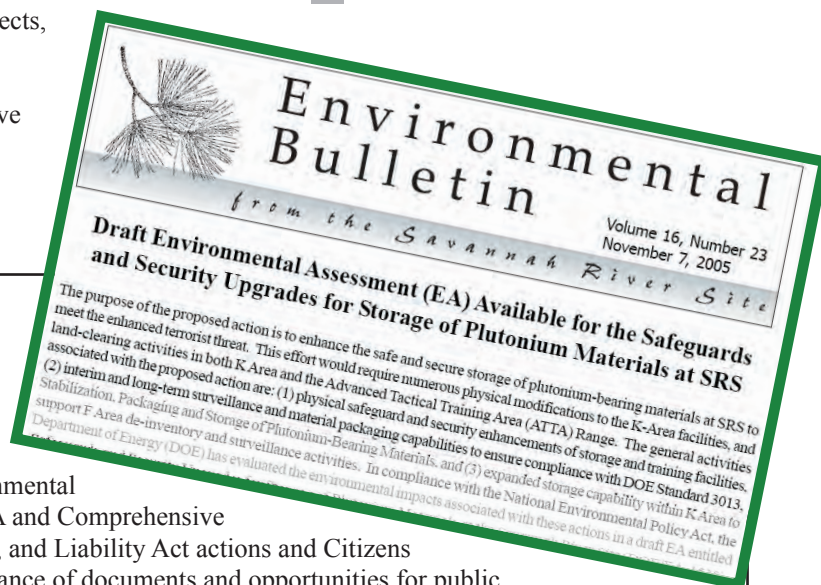 ects,
ve
Environmental
Bulletin
from the Savannah River Site
Volume 16, Number 23
November 7, 2005
Draft Environmental Assessment (EA) Available for the Safeguards
and Security Upgrades for Storage of Plutonium Materials at SRS
The purpose of the proposed action is to enhance the safe and secure storage of plutonium-bearing materials at SRS to
meet the enhanced terrorist threat. This effort would require numerous physical modifications to the K-Area facilities, and
land-clearing activities in both K Area and the Advanced Tactical Training Area (ATTA) Range. The general activities
associated with the proposed action are: (1) physical safeguard and security enhancements of storage and training facilities,
(2) interim and long-term surveillance and material packaging capabilities to ensure compliance with DOE Standard 3013,
Stabilization, Packaging and Storage of Plutonium-Bearing Materials, and (3) expanded storage capability within K Area to
support F Area de-inventory and surveillance activities. In compliance with the National Environmental Policy Act, the
Department of Energy (DOE) has evaluated the environmental impacts associated with these actions in a draft EA entitled
nmental
A and Comprehensive
, and Liability Act actions and Citizens
ance of documents and opportunities for public